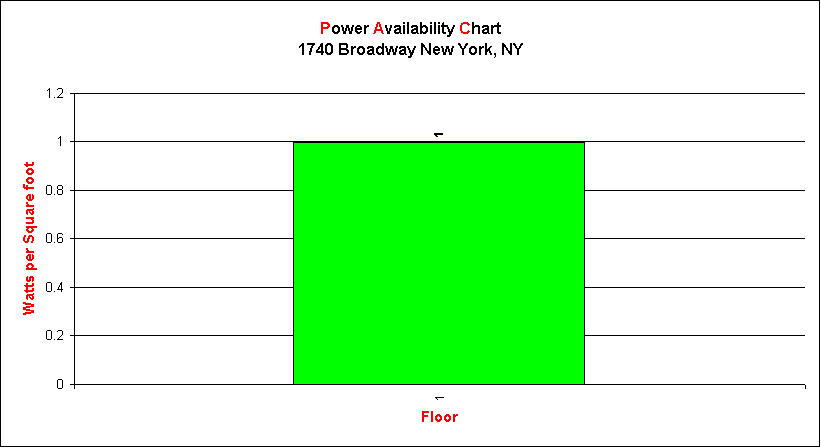 Power Availability Chart
1740 Broadway New York, NY
1.2
1
1
0.8
0.6
0.4
0.2
0
Watts per Square foot
1
Floor